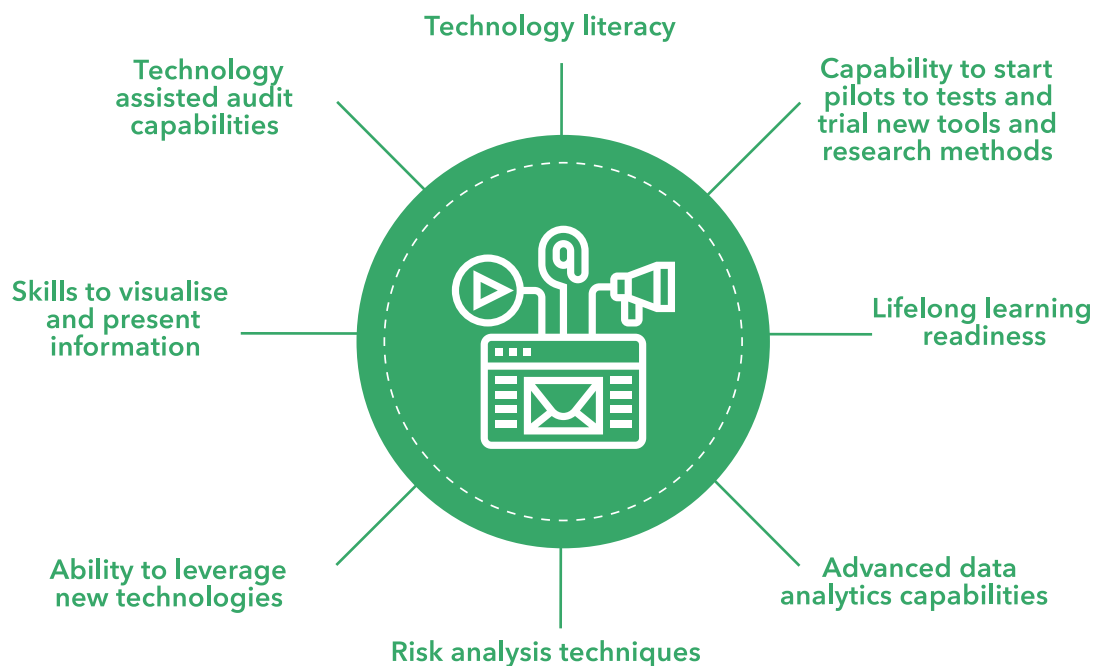 Technology literacy
Technology
assisted audit
capabilities
Capability to start
pilots to tests and
trial new tools and
research methods
Skills to visualise
and present
information
Lifelong learning
readiness
Ability to leverage
new technologies
Advanced data
analytics capabilities
Risk analysis techniques